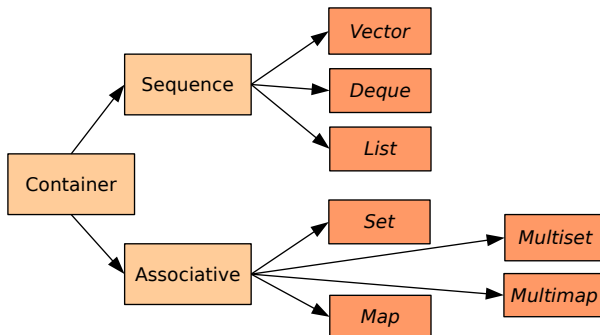 Vector
Sequence
Deque
List
Container
Set
Multiset
Associative
Multimap
Map